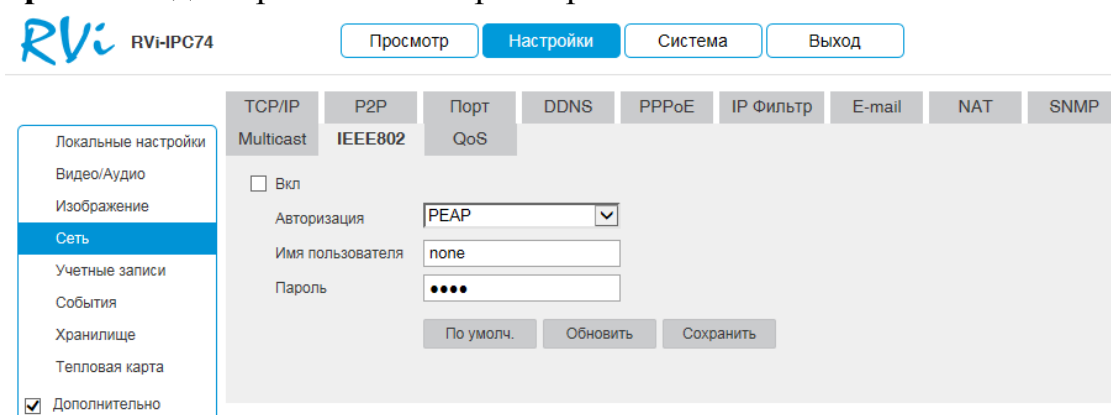 RVi RVi-IPC74 Просмотр Настройки Система Выход
TCP/IP P2P Порт DDNS PPPoE IP Фильтр E-mail NAT SNMP
Multicast IEEE802 QoS
Локальные настройки
Видео/Аудио
Изображение
Сеть
Учетные записи
События
Хранилище
Тепловая карта
Дополнительно
Вкл
Авторизация PEAP
Имя пользователя none
Пароль ●●●●
По умолч. Обновить Сохранить